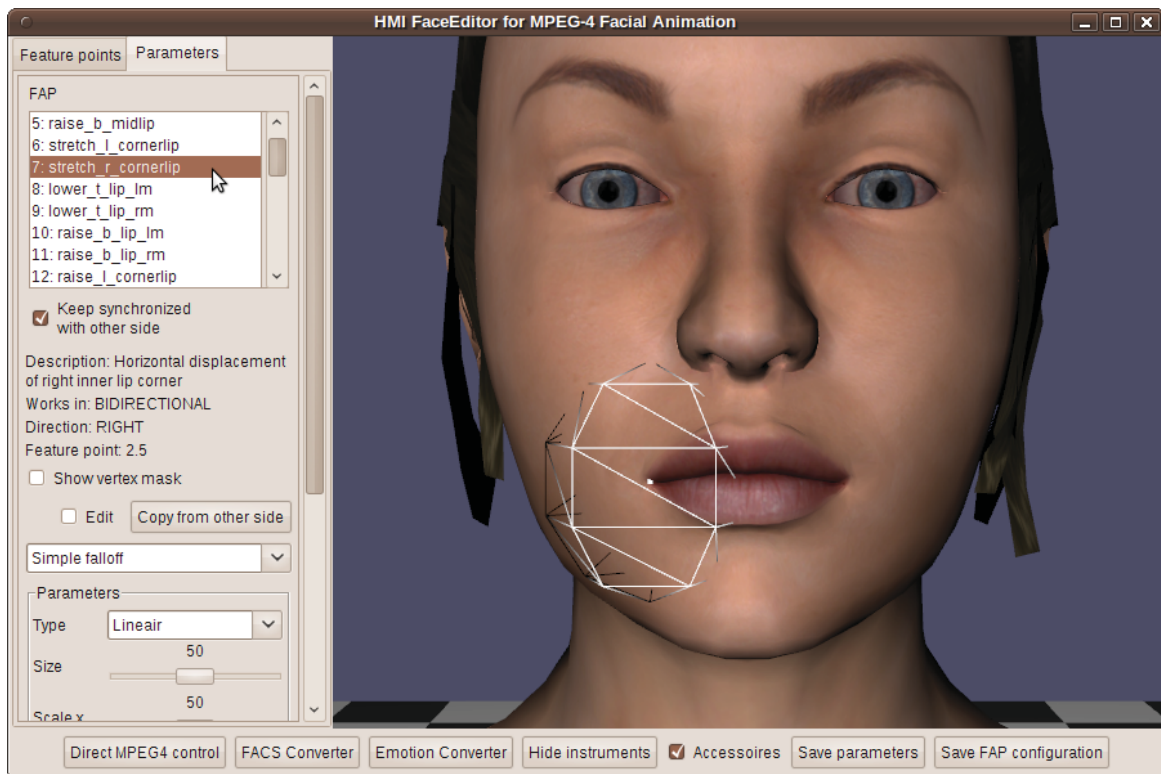 HMI FaceEditor for MPEG-4 Facial Animation
Feature points
Parameters
FAP
5: raise_b_midlip
6: stretch_l_cornerlip
7: stretch_r_cornerlip
8: lower_t_lip_lm
9: lower_t_lip_rm
10: raise_b_lip_lm
11: raise_b_lip_rm
12: raise_l_cornerlip
Keep synchronized
with other side
Description: Horizontal displacement
of right inner lip corner
Works in: BIDIRECTIONAL
Direction: RIGHT
Feature point: 2.5
Show vertex mask
Edit
Copy from other side
Simple falloff
Parameters
Type
Lineair
50
Size
50
Scale x
Direct MPEG4 control
FACS Converter
Emotion Converter
Hide instruments
Accessoires
Save parameters
Save FAP configuration